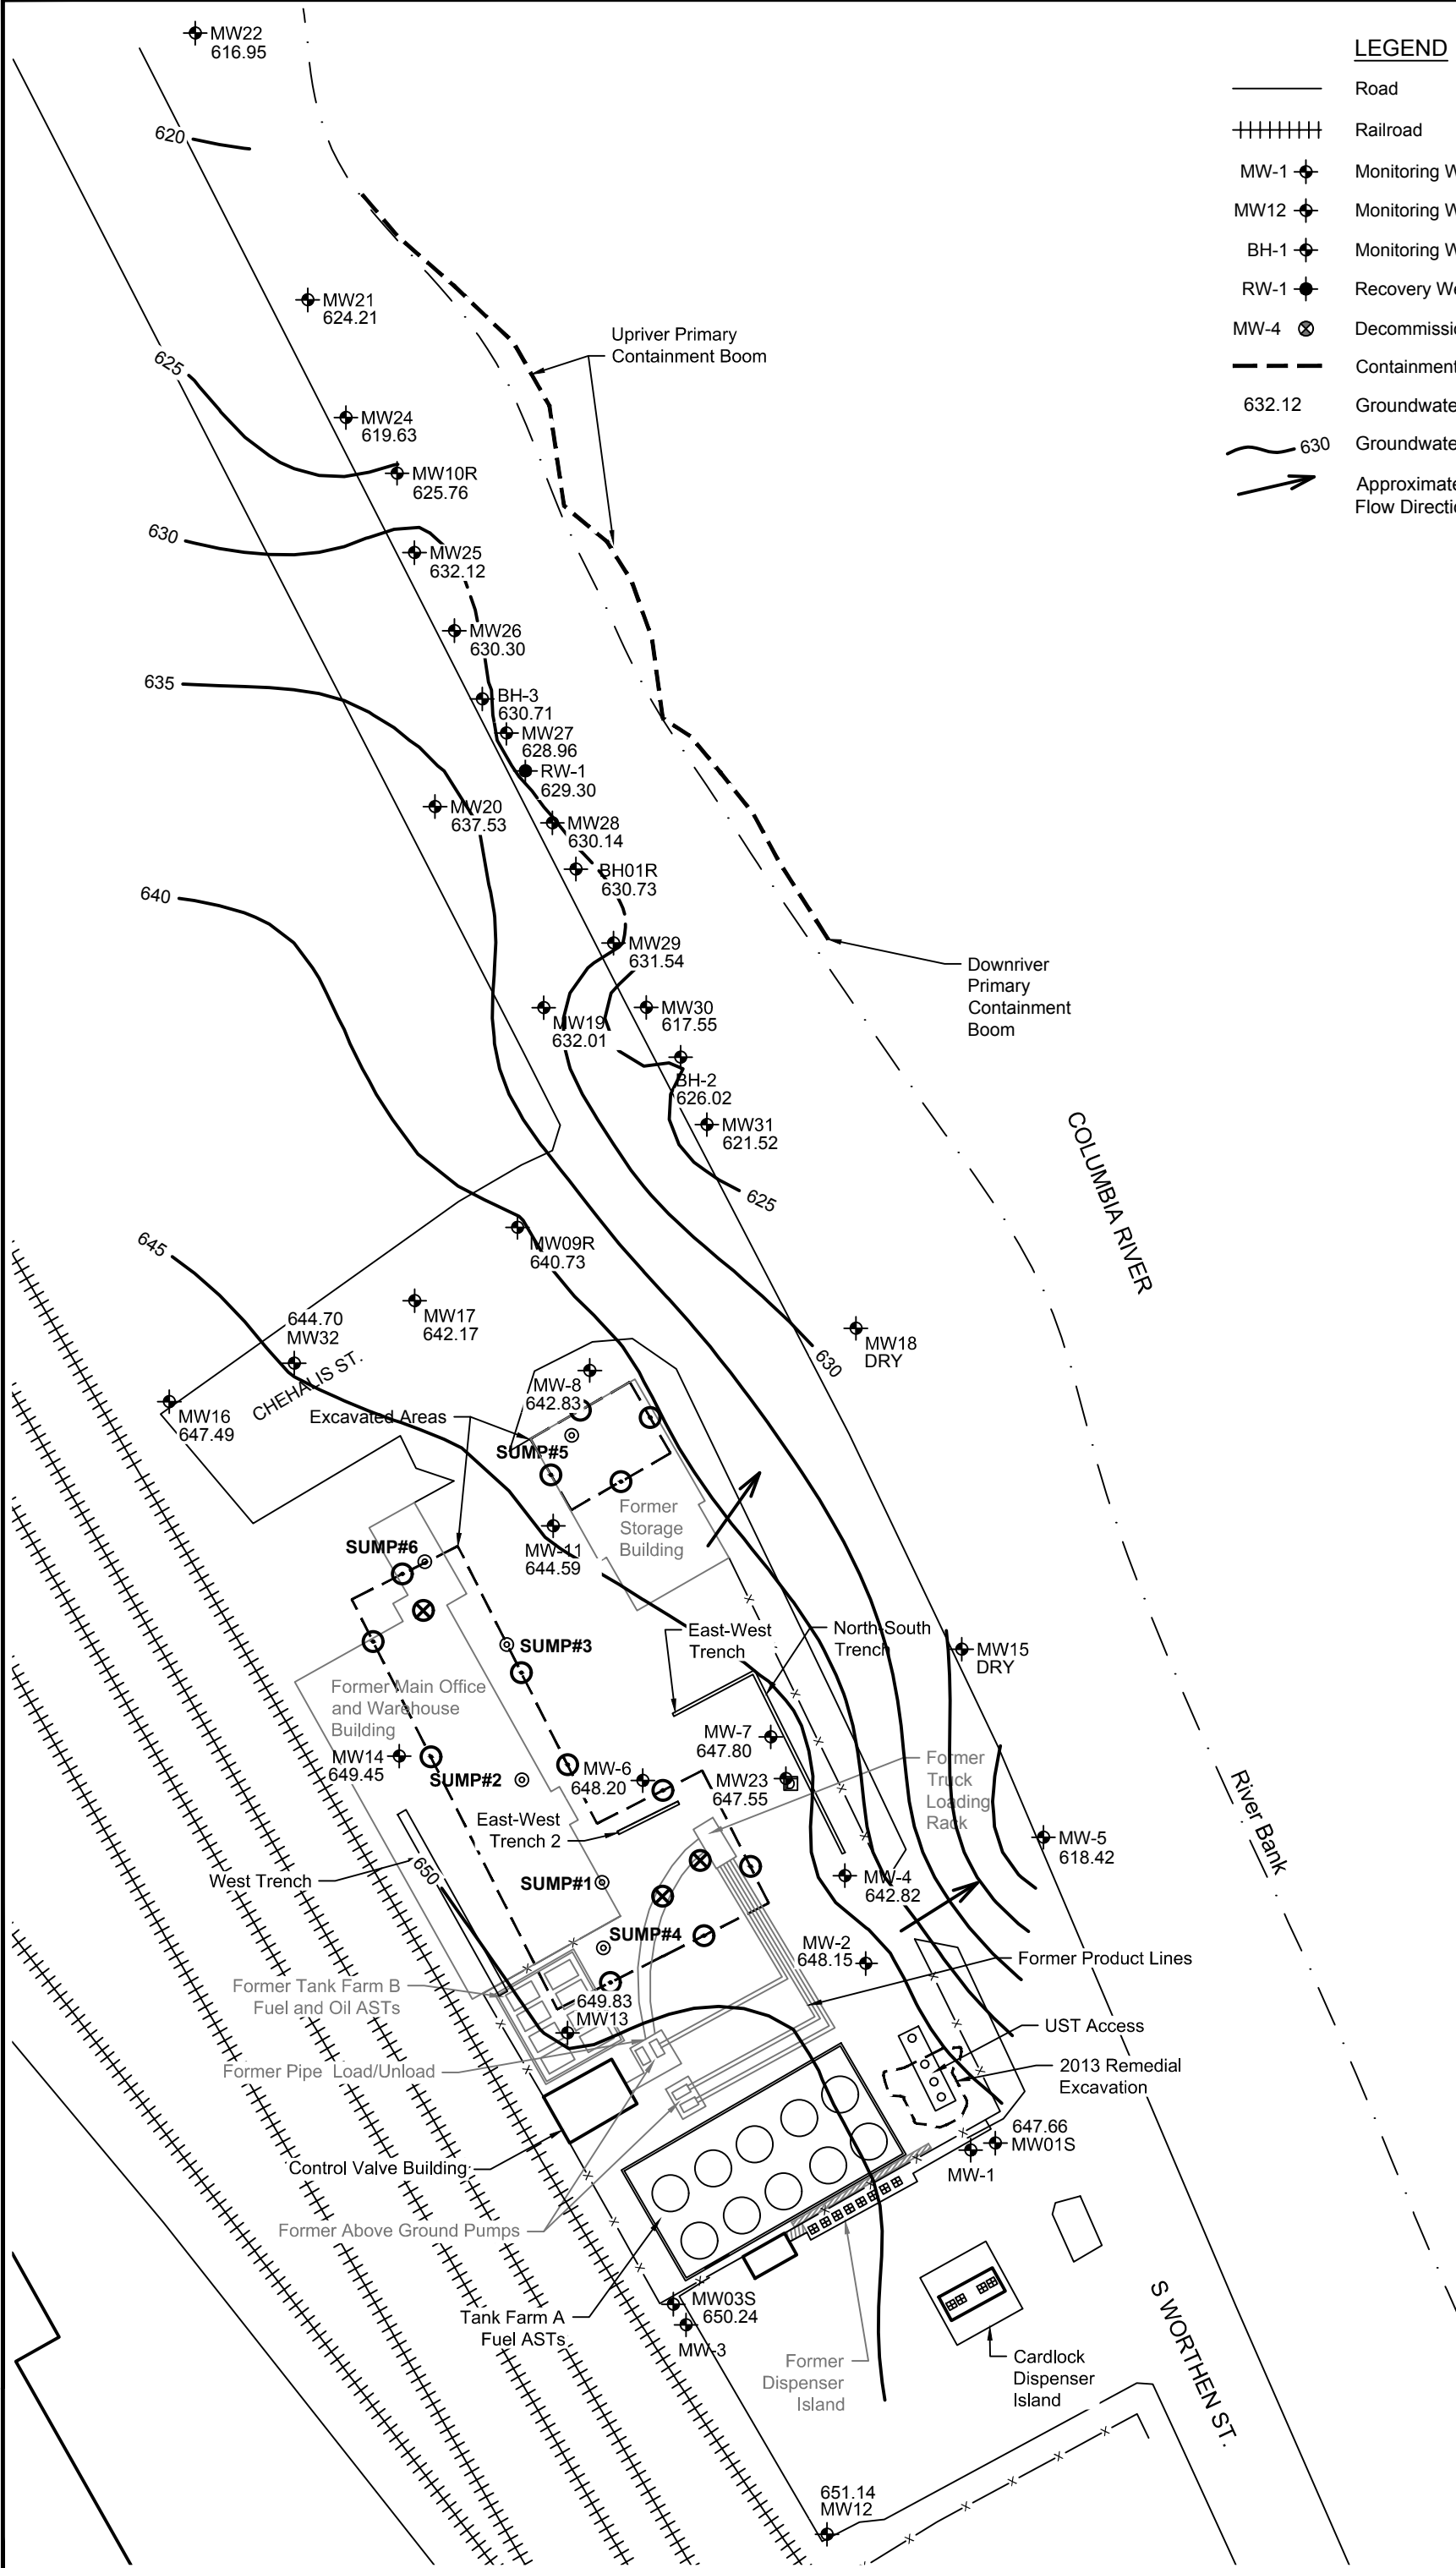 MW22
616.95
LEGEND
Road
Railroad
MW-1
Monitoring
MW12
Monitoring
BH-1
Monitoring
RW-1
Recovery
MW-4
632.12
630
Approximate
Flow
620
MW21
624.21
Upriver Primary
Containment Boom
625
MW24
619.63
MW10R
625.76
630
MW25
632.12
MW26
630.30
635
BH-3
630.71
MW27
628.96
RW-1
629.30
MW20
637.53
MW28
630.14
BH01R
630.73
640
MW29
631.54
Downriver
Primary
Containment
Boom
MW19
632.01
MW30
617.55
BH-2
626.02
MW31
621.52
625
COLUMBIA RIVER
MW09R
640.73
645
644.70
MW32
MW17
642.17
630
MW18
DRY
CHEHALIS ST.
MW16
647.49
MW-8
642.83
Excavated Areas
SUMP#5
Former
Storage
Building
SUMP#6
MW-11
644.59
SUMP#3
East-West
Trench
North-South
Trench
MW15
DRY
Former Main Office
and Warehouse
Building
MW14
649.45
SUMP#2
MW-6
648.20
MW-7
647.80
MW23
647.55
Former
Truck
Loading
Rack
MW-5
618.42
River Bank
East-West
Trench 2
West Trench
650
SUMP#1
MW-4
642.82
SUMP#4
MW-2
648.15
Former Product Lines
Former Tank Farm B
Fuel and Oil ASTs
649.83
MW13
UST Access
Former Pipe Load/Unload
2013 Remedial
Excavation
647.66
MW01S
MW-1
Control Valve Building
Former Above Ground Pumps
MW03S
650.24
MW-3
Tank Farm A
Fuel ASTs
Former
Dispenser
Island
Cardlock
Dispenser
Island
S WORTHEN ST.
651.14
MW12